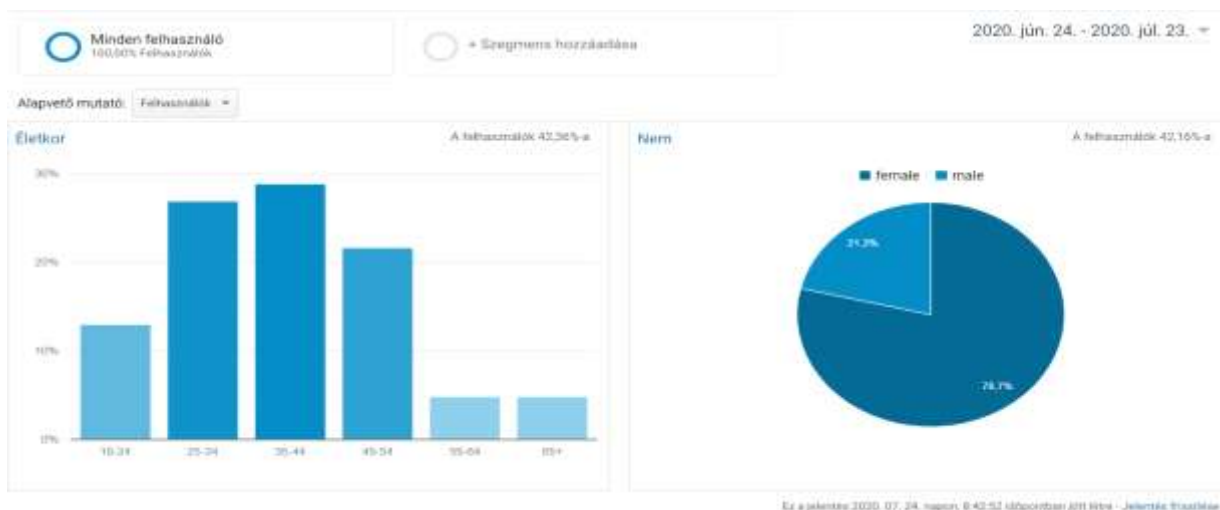 Minden felhasználó
100,00% Felhasználók
+ Szegmens hozzáadása
2020. jún. 24. - 2020. júl. 23.
Alapvető mutató: Felhasználók
Életkor
A felhasználók 42,36%-a
30%
20%
10%
0%
18-24
25-34
35-44
45-54
55-64
65+
Nem
A felhasználók 42,16%-a
female
male
21,3%
78,7%
Ez a jelentés 2020. 07. 24. napon, 8:42:52 időpontban jött létre - Jelentés frissítése